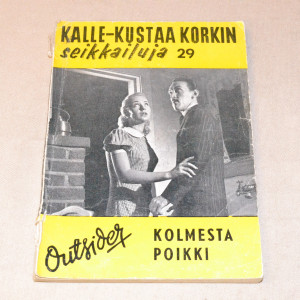 KALLE-KUSTAA KORKIN
seikkailuja 29
Outsider
KOLMESTA
POIKKI